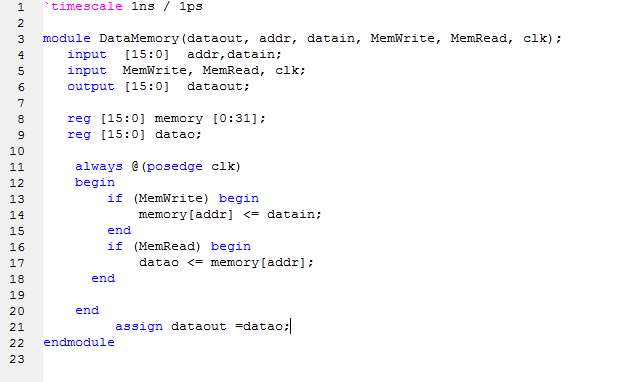 1 `timescale 1ns / 1ps
2
3 module DataMemory(dataout, addr, datain, MemWrite, MemRead, clk);
4 input [15:0] addr,datain;
5 input MemWrite, MemRead, clk;
6 output [15:0] dataout;
7
8 reg [15:0] memory [0:31];
9 reg [15:0] datao;
10
11 always @(posedge clk)
12 begin
13 if (MemWrite) begin
14 memory[addr] <= datain;
15 end
16 if (MemRead) begin
17 datao <= memory[addr];
18 end
19
20 end
21 assign dataout =datao;
22 endmodule
23